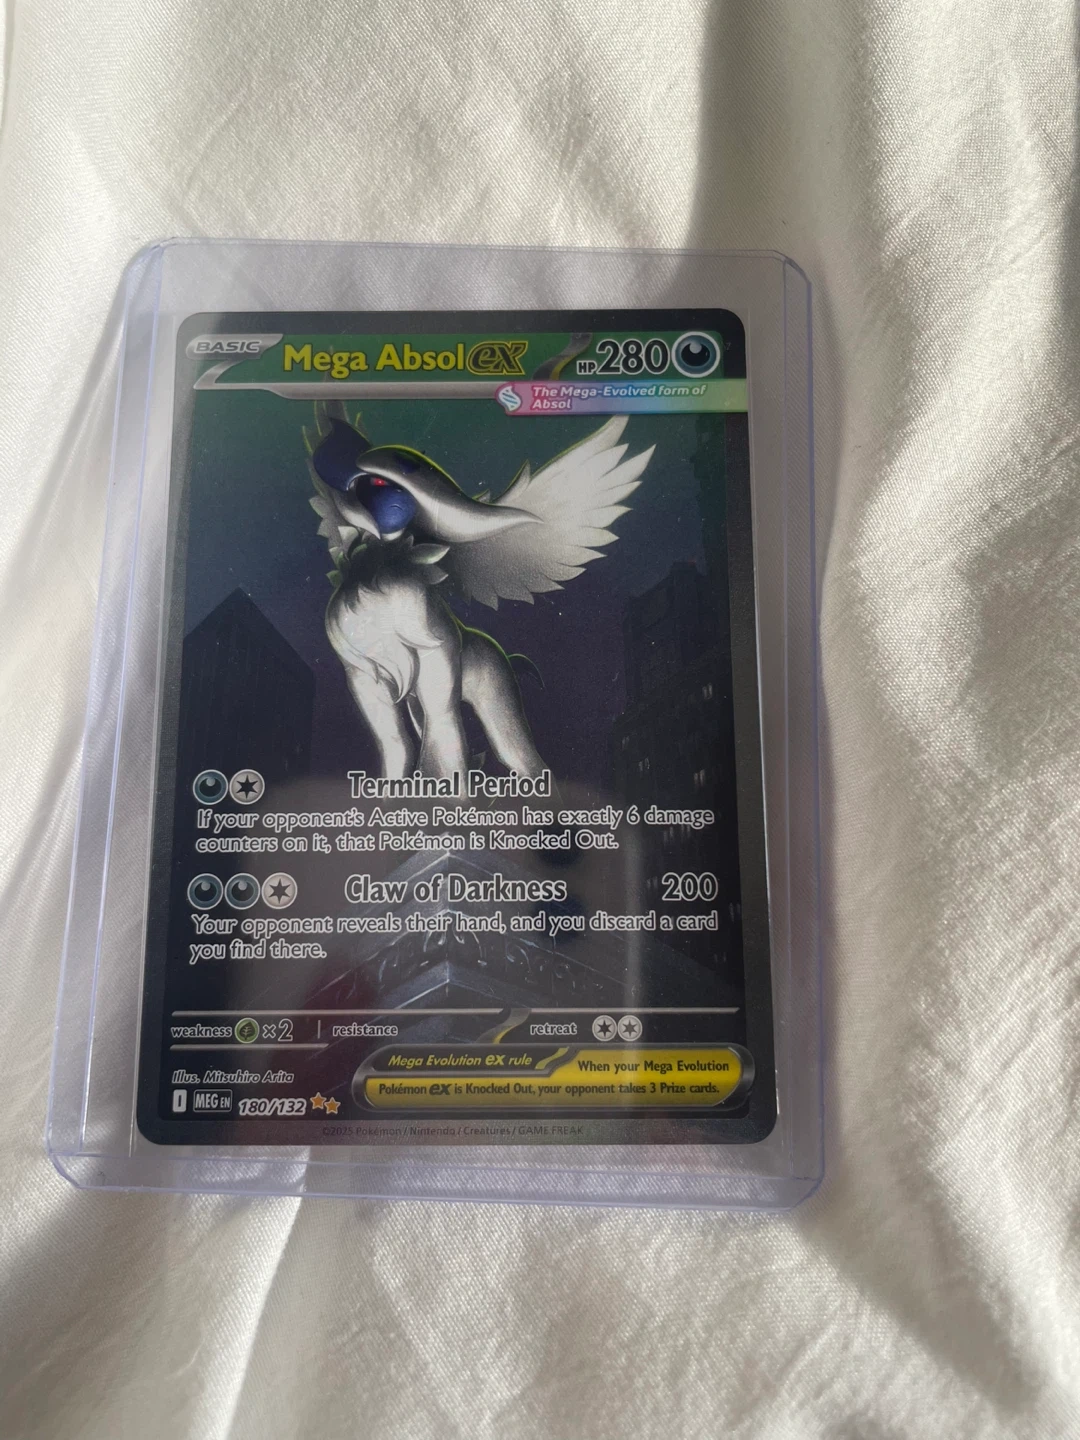 BASIC Mega Absol ex HP 280
The Mega-Evolved form of
Absol
Terminal Period
If your opponent's Active Pokémon has exactly 6 damage
counters on it, that Pokémon is Knocked Out.
Claw of Darkness 200
Your opponent reveals their hand, and you discard a card
you find there.
weakness ×2 resistance retreat
Mega Evolution ex rule When your Mega Evolution
Pokémon ex is Knocked Out, your opponent takes 3 Prize cards.
Illus. Mitsuhiro Arita
I MEG EN 180/132
©2025 Pokémon / Nintendo / Creatures / GAME FREAK